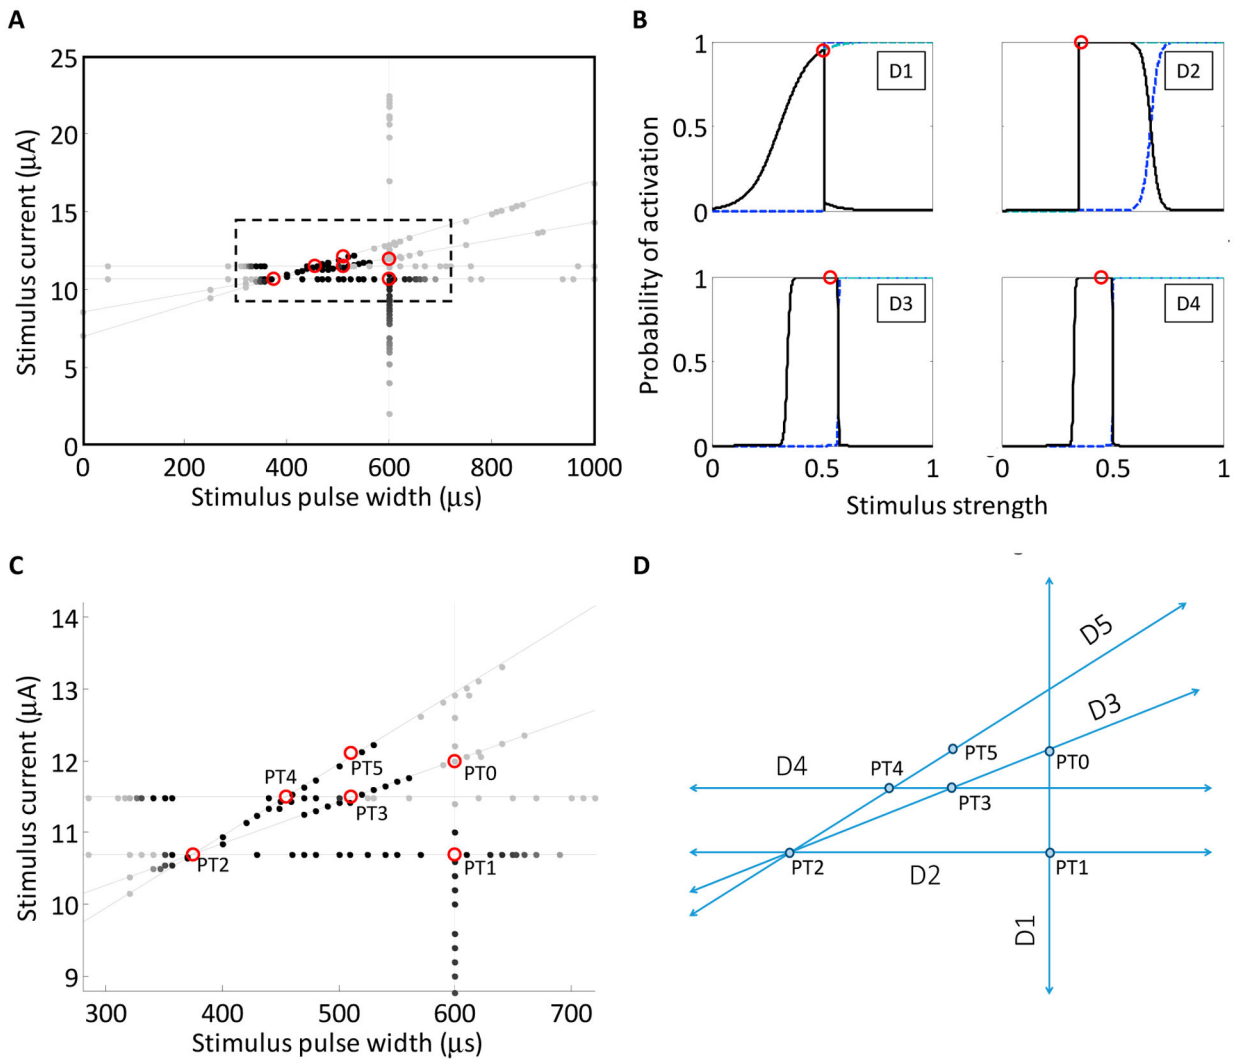 A
B
25
20
15
10
5
0
0
200
400
600
800
1000
Stimulus current (µA)
Stimulus pulse width (µs)
1
0.5
0
D1
D2
1
0.5
0
D3
D4
0
0.5
1
0
0.5
1
Probability of activation
Stimulus strength
C
D
14
13
12
11
10
9
300
400
500
600
700
Stimulus current (µA)
Stimulus pulse width (µs)
PT5
PT0
PT4
PT3
PT2
PT1
D5
D3
PT5
PT0
D4
PT4
PT3
PT2
D2
PT1
D1